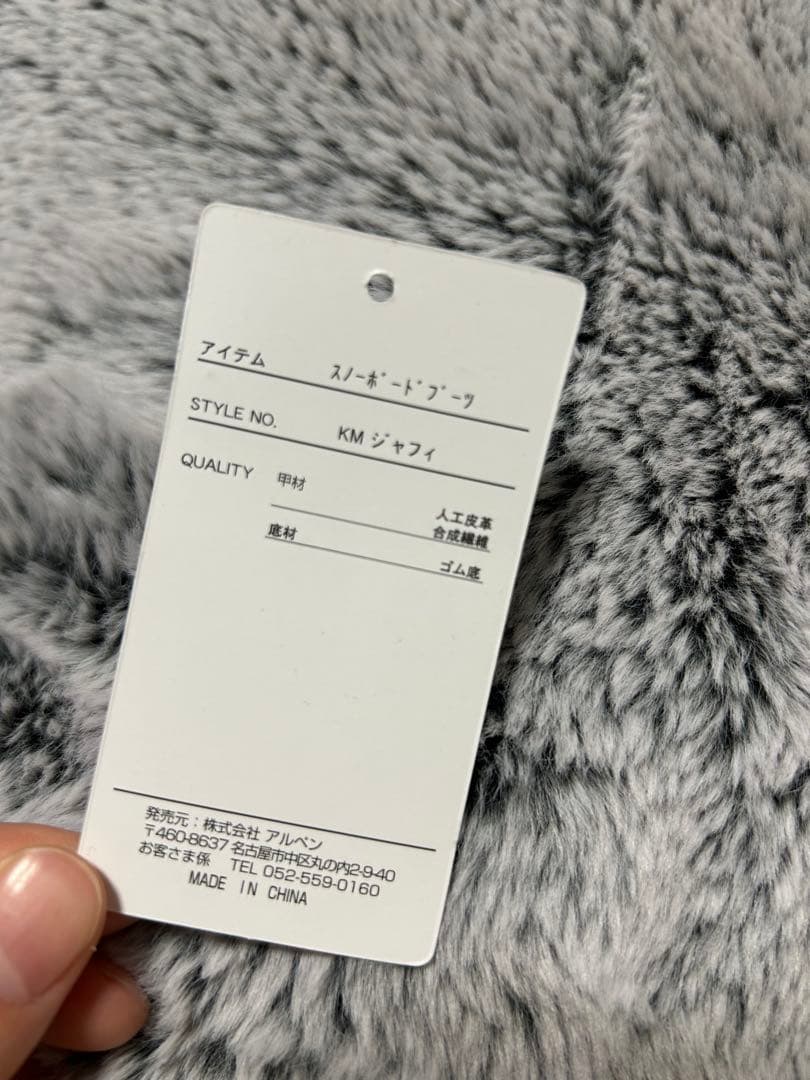 アイテム スノーボードブーツ
STYLE NO. KM ジャフィ
QUALITY 甲材
人工皮革
合成繊維
底材
ゴム底
発売元：株式会社 アルペン
〒460-8637 名古屋市中区丸の内2-9-40
お客さま係 TEL 052-559-0160
MADE IN CHINA